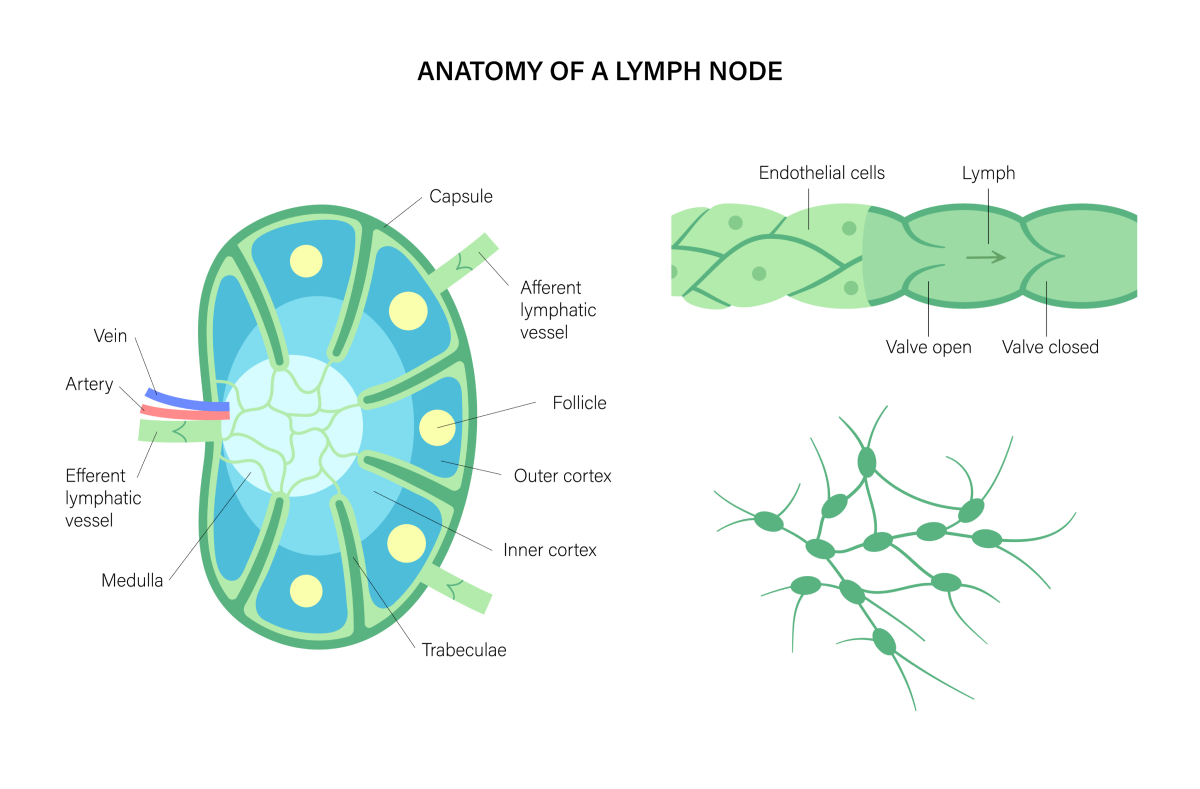 ANATOMY OF A LYMPH NODE
Capsule
Afferent
lymphatic
vessel
Vein
Artery
Efferent
lymphatic
vessel
Medulla
Follicle
Outer cortex
Inner cortex
Trabeculae
Endothelial cells
Lymph
Valve open
Valve closed